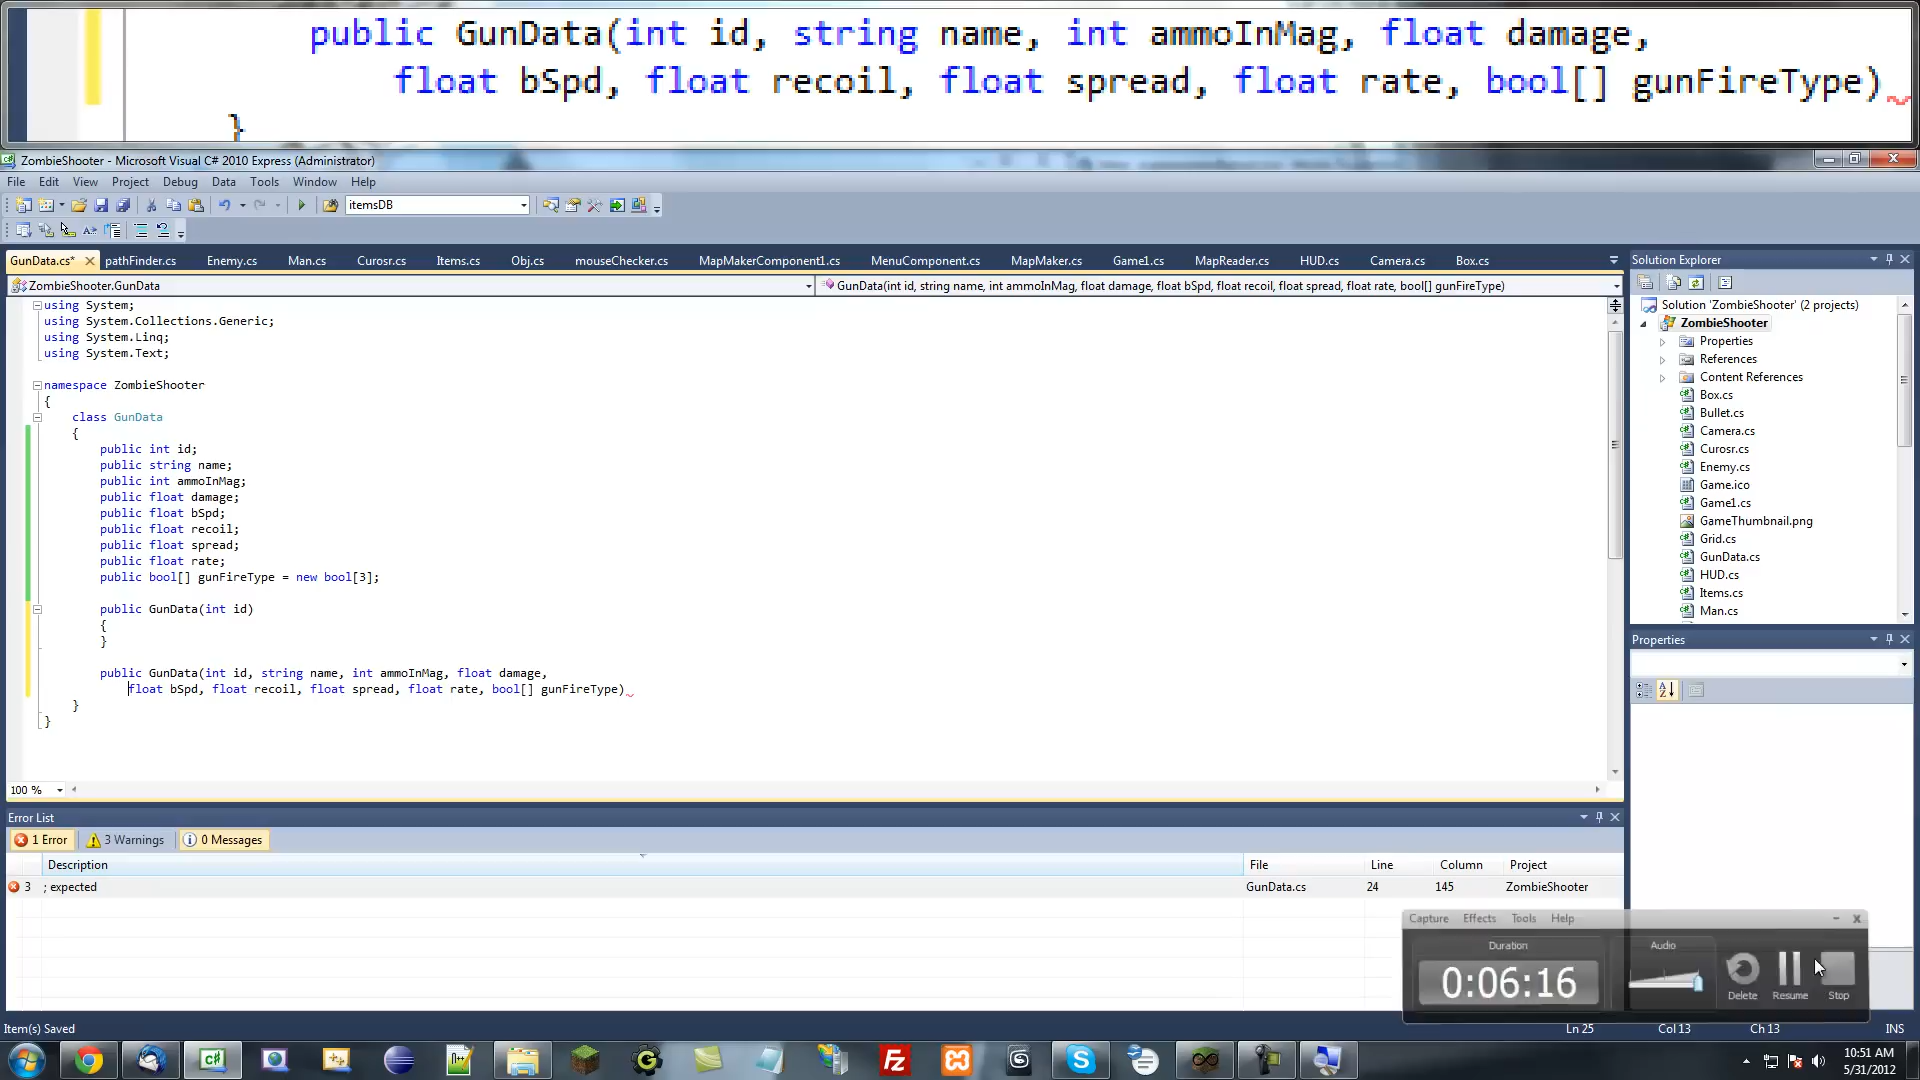 public GunData(int id, string name, int ammoInMag, float damage,
float bSpd, float recoil, float spread, float rate, bool[] gunFireType)
}
ZombieShooter - Microsoft Visual C# 2010 Express (Administrator)
File Edit View Project Debug Data Tools Window Help
itemsDB
GunData.cs* pathFinder.cs Enemy.cs Man.cs Curosr.cs Items.cs Obj.cs mouseChecker.cs MapMakerComponent1.cs MenuComponent.cs MapMaker.cs Game1.cs MapReader.cs HUD.cs Camera.cs Box.cs
ZombieShooter.GunData
GunData(int id, string name, int ammoInMag, float damage, float bSpd, float recoil, float spread, float rate, bool[] gunFireType)
using System;
using System.Collections.Generic;
using System.Linq;
using System.Text;
namespace ZombieShooter
{
class GunData
{
public int id;
public string name;
public int ammoInMag;
public float damage;
public float bSpd;
public float recoil;
public float spread;
public float rate;
public bool[] gunFireType = new bool[3];
public GunData(int id)
{
}
public GunData(int id, string name, int ammoInMag, float damage,
float bSpd, float recoil, float spread, float rate, bool[] gunFireType)
}
}
100 %
Solution Explorer
Solution 'ZombieShooter' (2 projects)
ZombieShooter
Properties
References
Content References
Box.cs
Bullet.cs
Camera.cs
Curosr.cs
Enemy.cs
Game.ico
Game1.cs
GameThumbnail.png
Grid.cs
GunData.cs
HUD.cs
Items.cs
Man.cs
Properties
Error List
1 Error 3 Warnings 0 Messages
Description File Line Column Project
3 ; expected GunData.cs 24 145 ZombieShooter
Capture Effects Tools Help
Duration Audio
0:06:16
Delete Resume Stop
Item(s) Saved Ln 25 Col 13 Ch 13 INS
10:51 AM
5/31/2012